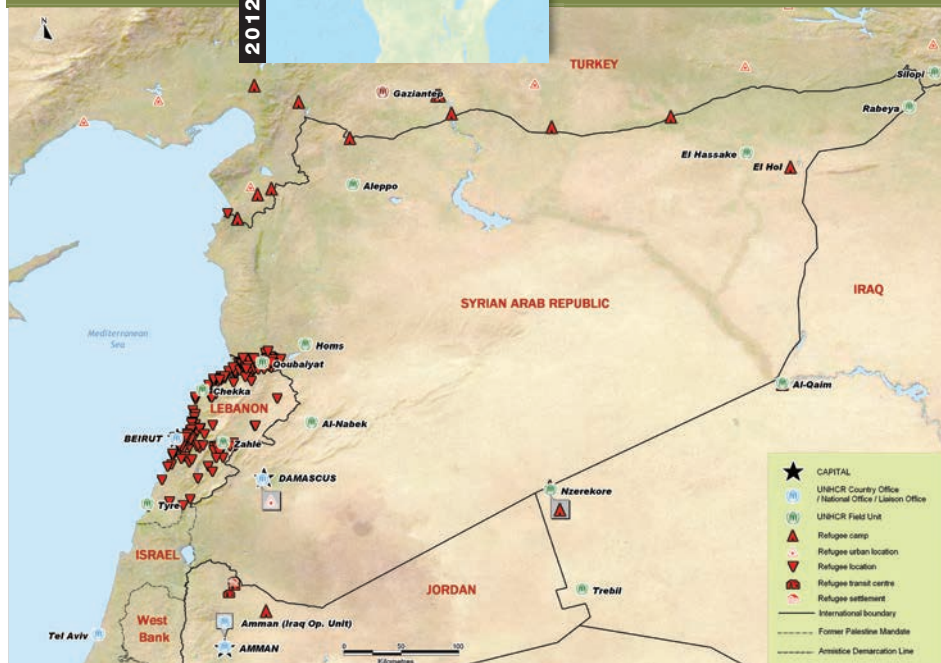 2012
N
TURKEY
Silopi
Gaziantep
Rabeya
El Hassake
El Hol
Aleppo
IRAQ
SYRIAN ARAB REPUBLIC
Mediterranean
Sea
Homs
Qoubaiyat
Chekka
Al-Qaim
LEBANON
Al-Nabek
BEIRUT
Zahle
DAMASCUS
Nzerekore
Tyre
ISRAEL
JORDAN
Trebil
West
Bank
Amman (Iraq Op. Unit)
Tel Aviv
AMMAN
0 50 100
Kilometres
CAPITAL
UNHCR Country Office
/ National Office / Liaison Office
UNHCR Field Unit
Refugee camp
Refugee urban location
Refugee location
Refugee transit centre
Refugee settlement
International boundary
Former Palestine Mandate
Armistice Demarcation Line